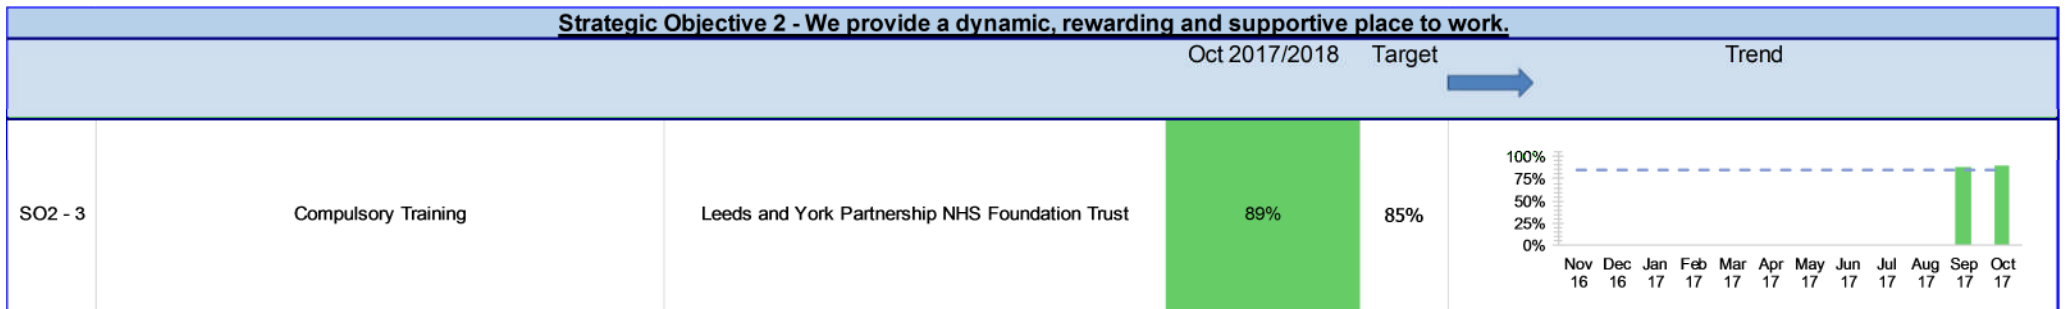 Strategic Objective 2 - We provide a dynamic, rewarding and supportive place to work.
Oct 2017/2018 Target Trend
SO2 - 3 Compulsory Training Leeds and York Partnership NHS Foundation Trust 89% 85%
100%
75%
50%
25%
0%
Nov Dec Jan Feb Mar Apr May Jun Jul Aug Sep Oct
16 16 17 17 17 17 17 17 17 17 17 17